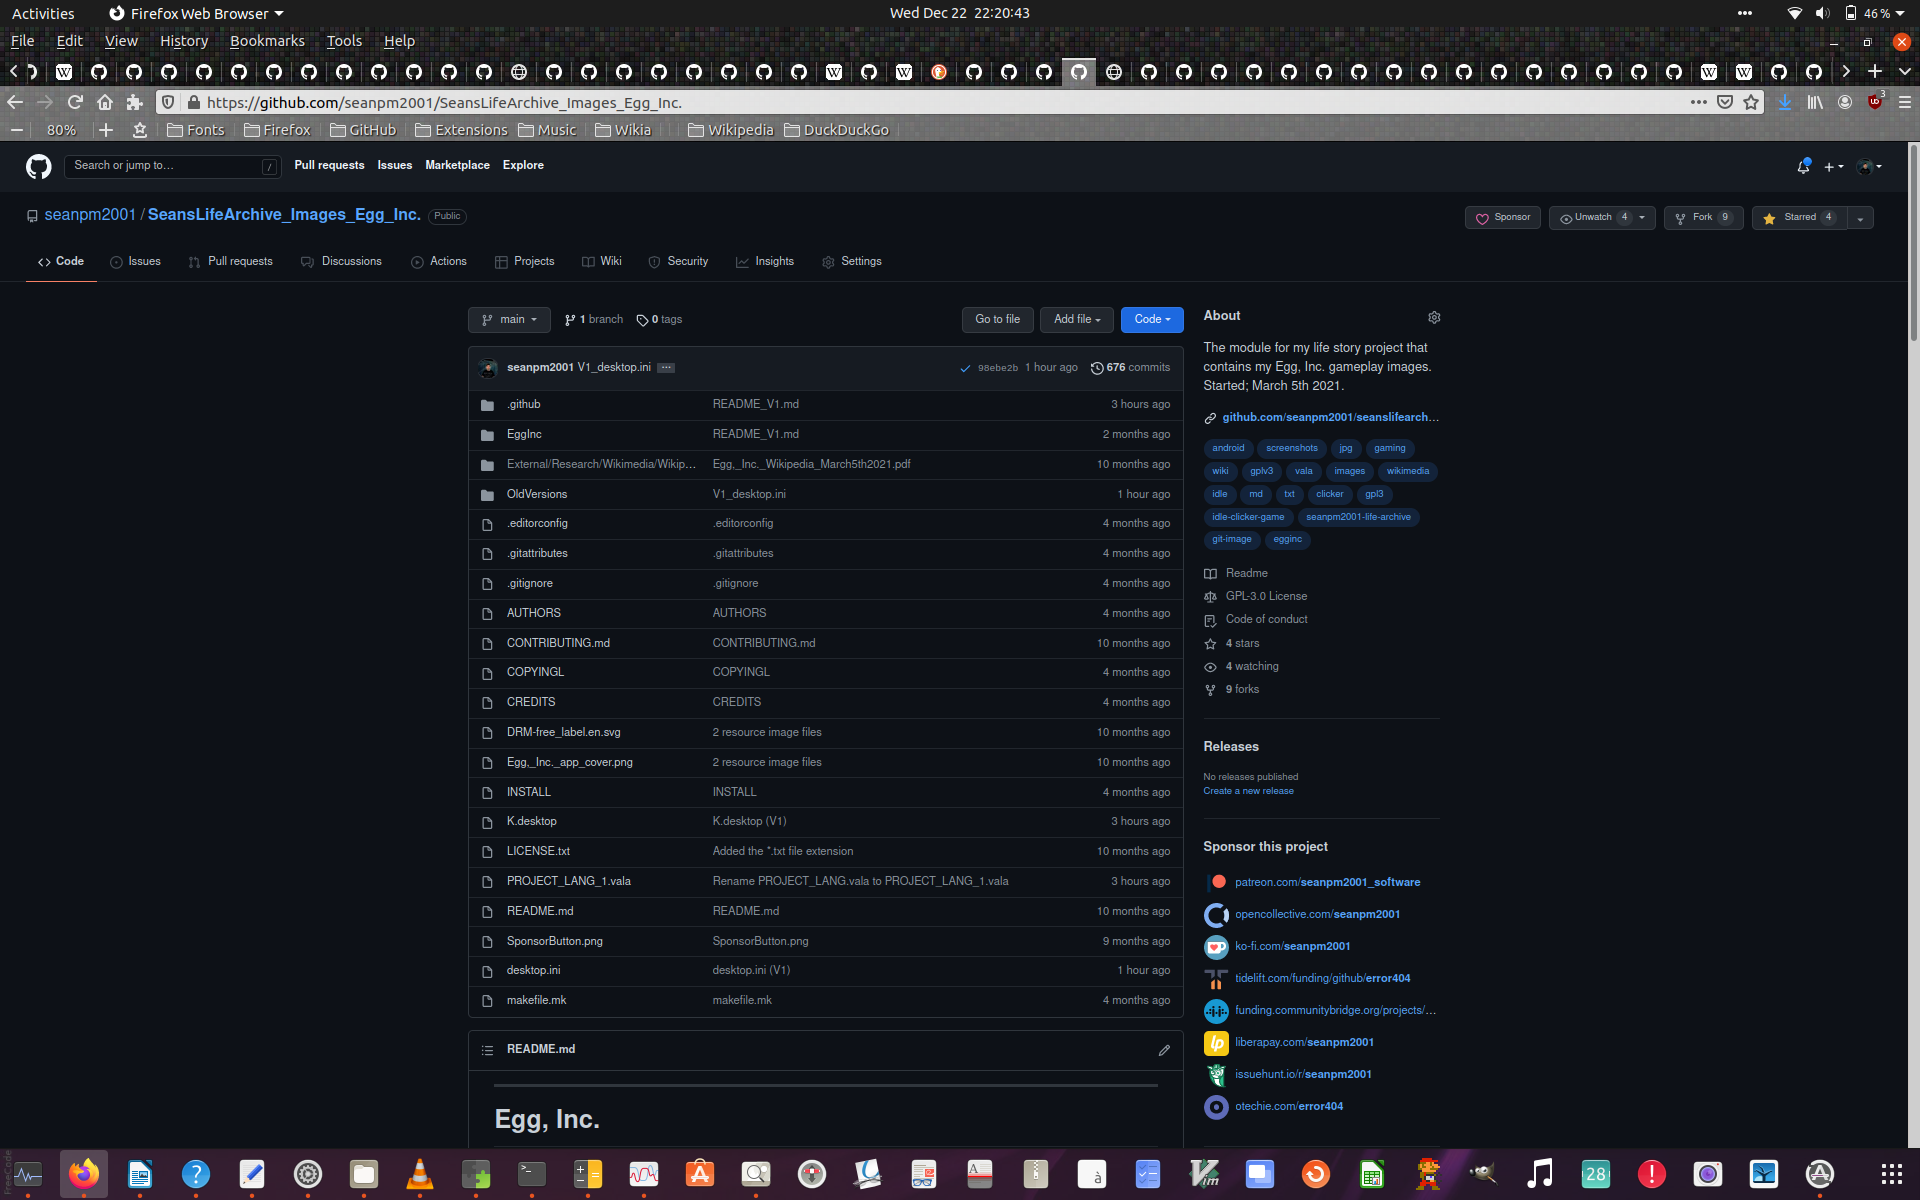 Activities Firefox Web Browser Wed Dec 22 22:20:43 46 %
File Edit View History Bookmarks Tools Help
https://github.com/seanpm2001/SeansLifeArchive_Images_Egg_Inc. 3
80% Fonts Firefox GitHub Extensions Music Wikia Wikipedia DuckDuckGo
Search or jump to… / Pull requests Issues Marketplace Explore
seanpm2001 / SeansLifeArchive_Images_Egg_Inc. Public Sponsor Unwatch 4 Fork 9 Starred 4
Code Issues Pull requests Discussions Actions Projects Wiki Security Insights Settings
main 1 branch 0 tags Go to file Add file Code
seanpm2001 V1_desktop.ini 98ebe2b 1 hour ago 676 commits
.github README_V1.md 3 hours ago
EggInc README_V1.md 2 months ago
External/Research/Wikimedia/Wikip… Egg,_Inc._Wikipedia_March5th2021.pdf 10 months ago
OldVersions V1_desktop.ini 1 hour ago
.editorconfig .editorconfig 4 months ago
.gitattributes .gitattributes 4 months ago
.gitignore .gitignore 4 months ago
AUTHORS AUTHORS 4 months ago
CONTRIBUTING.md CONTRIBUTING.md 10 months ago
COPYINGL COPYINGL 4 months ago
CREDITS CREDITS 4 months ago
DRM-free_label.en.svg 2 resource image files 10 months ago
Egg,_Inc._app_cover.png 2 resource image files 10 months ago
INSTALL INSTALL 4 months ago
K.desktop K.desktop (V1) 3 hours ago
LICENSE.txt Added the *.txt file extension 10 months ago
PROJECT_LANG_1.vala Rename PROJECT_LANG.vala to PROJECT_LANG_1.vala 3 hours ago
README.md README.md 10 months ago
SponsorButton.png SponsorButton.png 9 months ago
desktop.ini desktop.ini (V1) 1 hour ago
makefile.mk makefile.mk 4 months ago
README.md
Egg, Inc.
About
The module for my life story project that
contains my Egg, Inc. gameplay images.
Started; March 5th 2021.
github.com/seanpm2001/seanslifearch…
android screenshots jpg gaming
wiki gplv3 vala images wikimedia
idle md txt clicker gpl3
idle-clicker-game seanpm2001-life-archive
git-image egginc
Readme
GPL-3.0 License
Code of conduct
4 stars
4 watching
9 forks
Releases
No releases published
Create a new release
Sponsor this project
patreon.com/seanpm2001_software
opencollective.com/seanpm2001
ko-fi.com/seanpm2001
tidelift.com/funding/github/error404
funding.communitybridge.org/projects/…
liberapay.com/seanpm2001
issuehunt.io/r/seanpm2001
otechie.com/error404
28